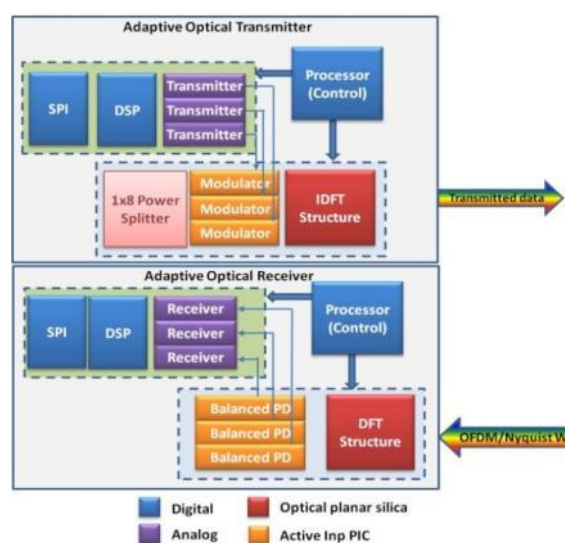 Adaptive Optical Transmitter
SPI
DSP
Transmitter
Transmitter
Transmitter
Processor
(Control)
1x8 Power
Splitter
Modulator
Modulator
Modulator
IDFT
Structure
Transmitted data
Adaptive Optical Receiver
SPI
DSP
Receiver
Receiver
Receiver
Processor
(Control)
Balanced PD
Balanced PD
Balanced PD
DFT
Structure
OFDM/Nyquist W
Digital
Optical planar silica
Analog
Active Inp PIC